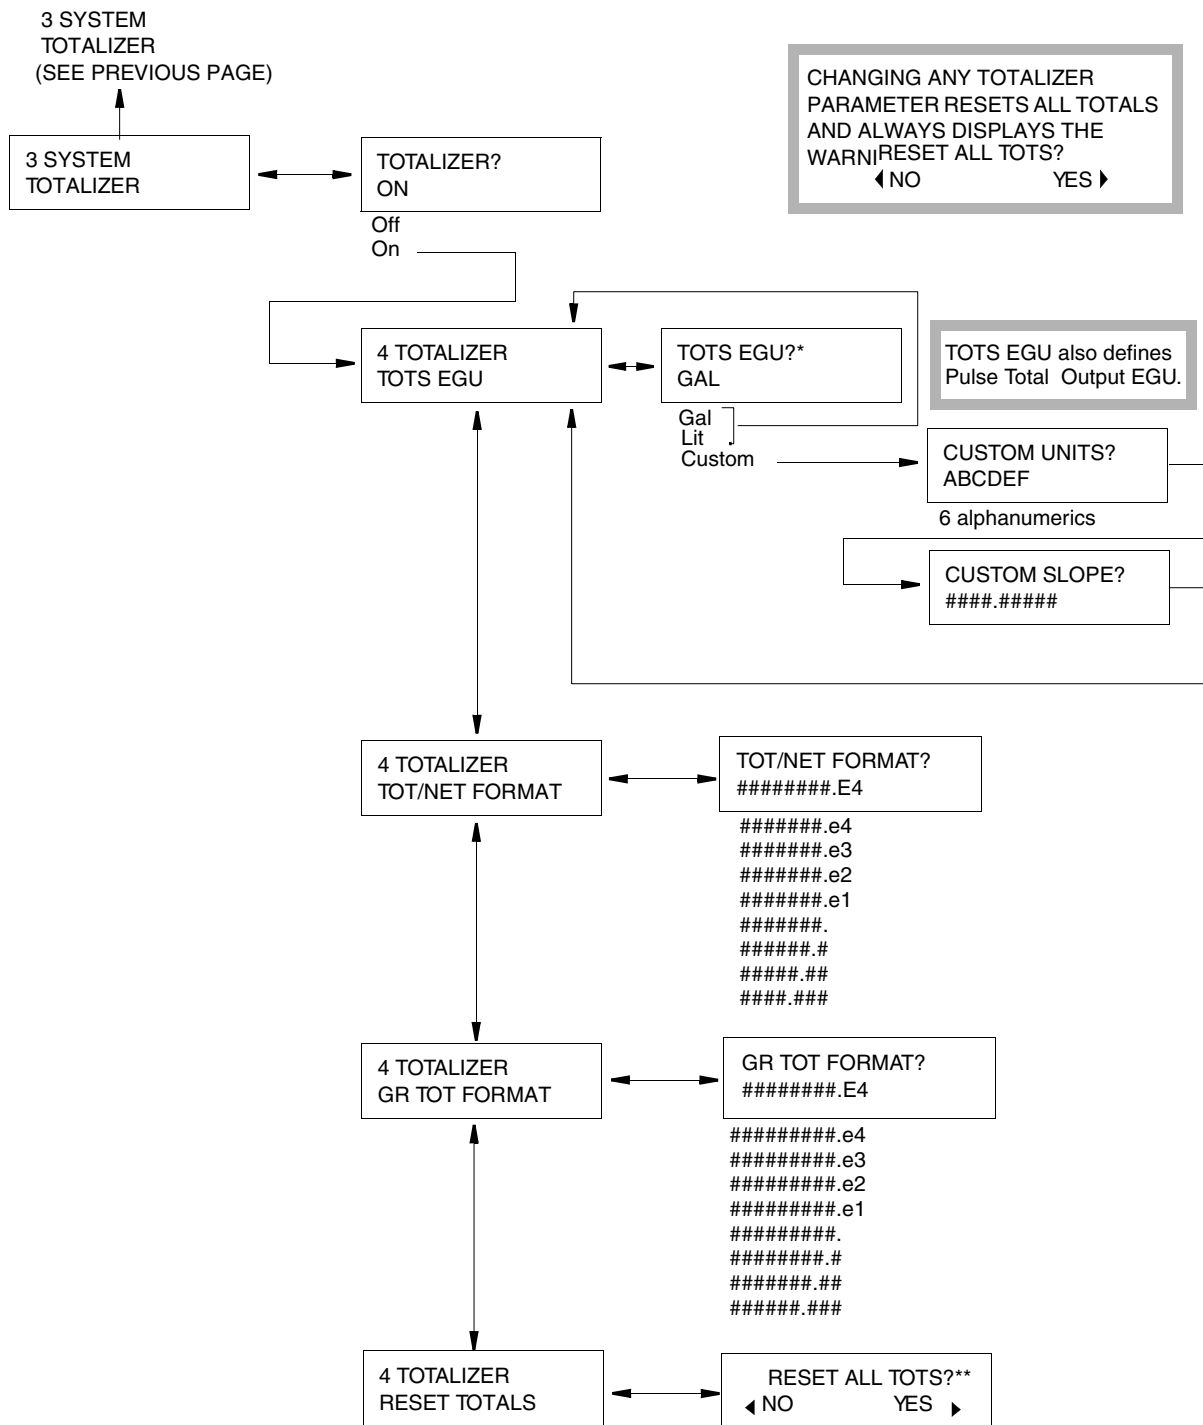 3 SYSTEM
TOTALIZER
(SEE PREVIOUS PAGE)
CHANGING ANY TOTALIZER
PARAMETER RESETS ALL TOTALS
AND ALWAYS DISPLAYS THE
WARNI
RESET ALL TOTS?
NO YES
3 SYSTEM
TOTALIZER
TOTALIZER?
ON
Off
On
4 TOTALIZER
TOTS EGU
TOTS EGU?*
GAL
TOTS EGU also defines
Pulse Total Output EGU.
Gal
Lit
Custom
CUSTOM UNITS?
ABCDEF
6 alphanumerics
CUSTOM SLOPE?
####.#####
4 TOTALIZER
TOT/NET FORMAT
TOT/NET FORMAT?
########.E4
#######.e4
#######.e3
#######.e2
#######.e1
#######.
######.#
#####.##
####.###
4 TOTALIZER
GR TOT FORMAT
GR TOT FORMAT?
########.E4
#########.e4
#########.e3
#########.e2
#########.e1
#########.
########.#
#######.##
######.###
4 TOTALIZER
RESET TOTALS
RESET ALL TOTS?**
NO YES